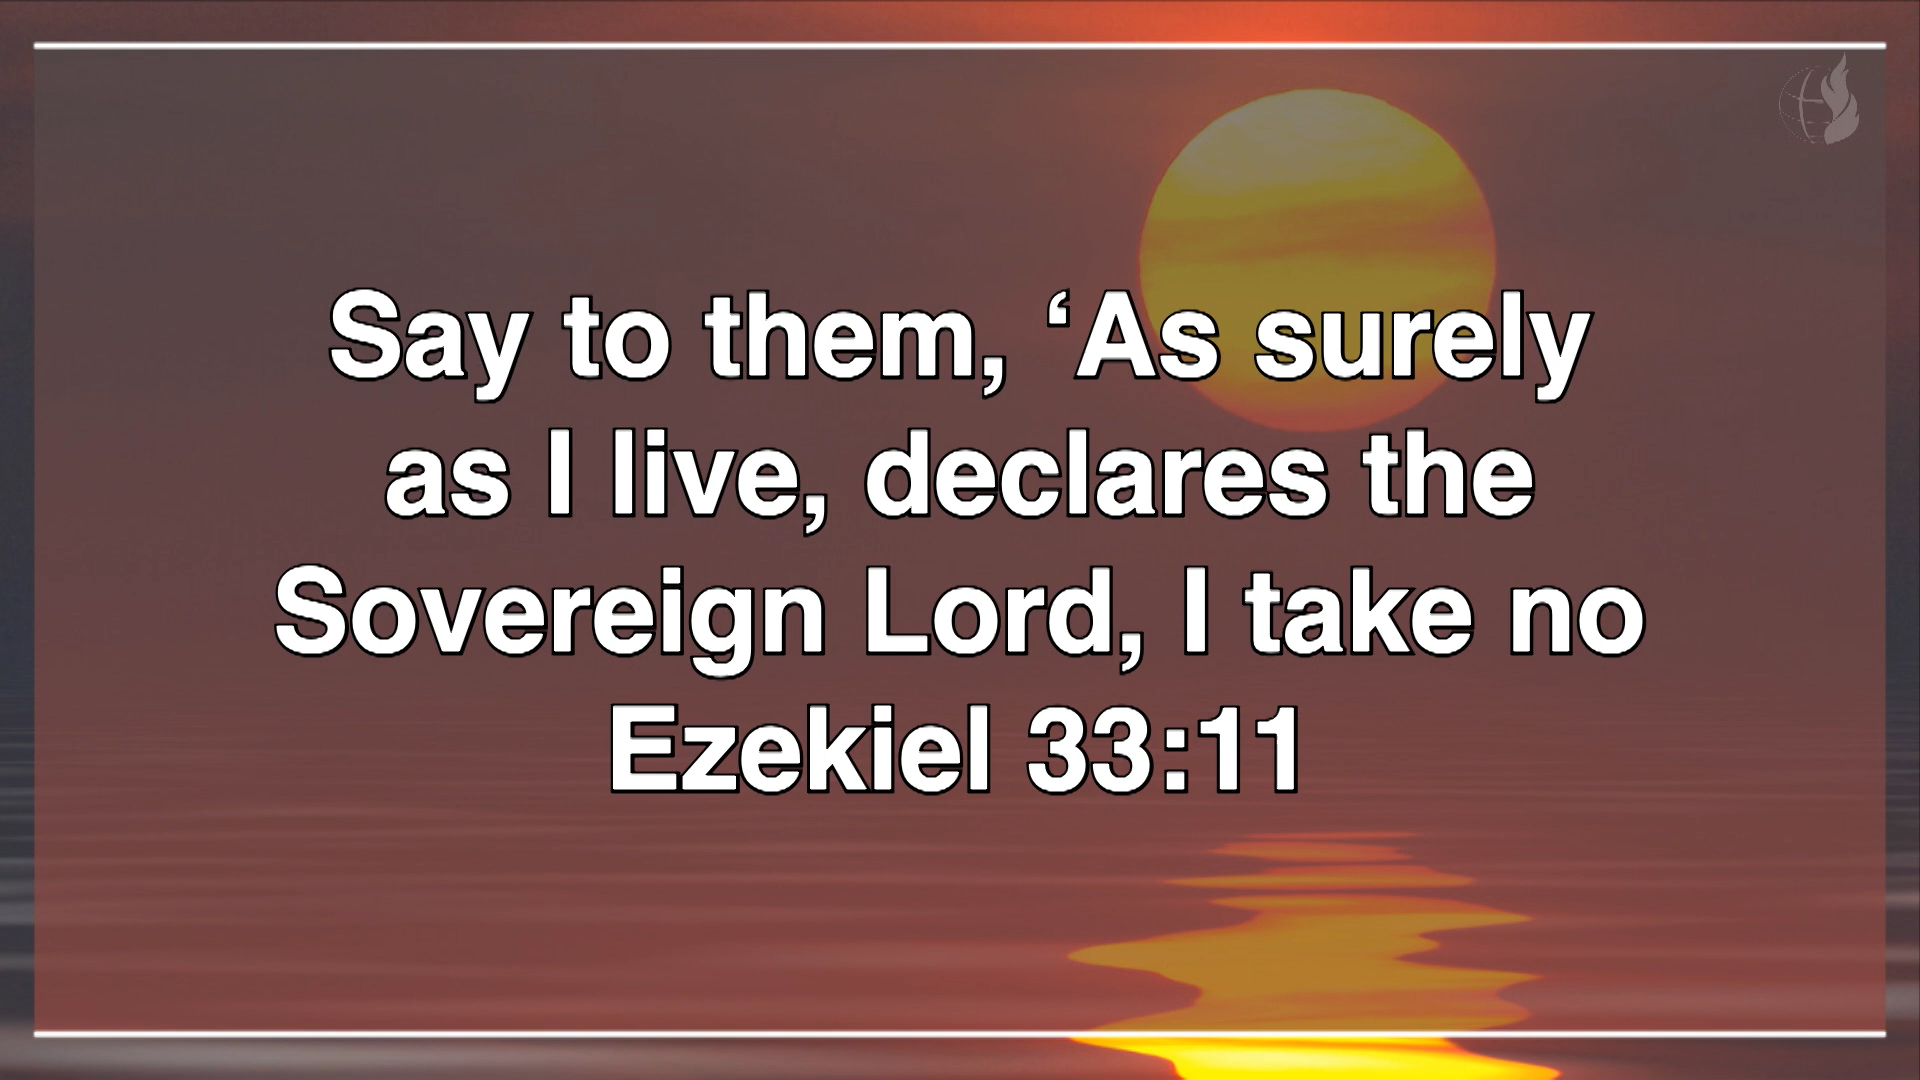 Say to them, ‘As surely
as I live, declares the
Sovereign Lord, I take no
Ezekiel 33:11